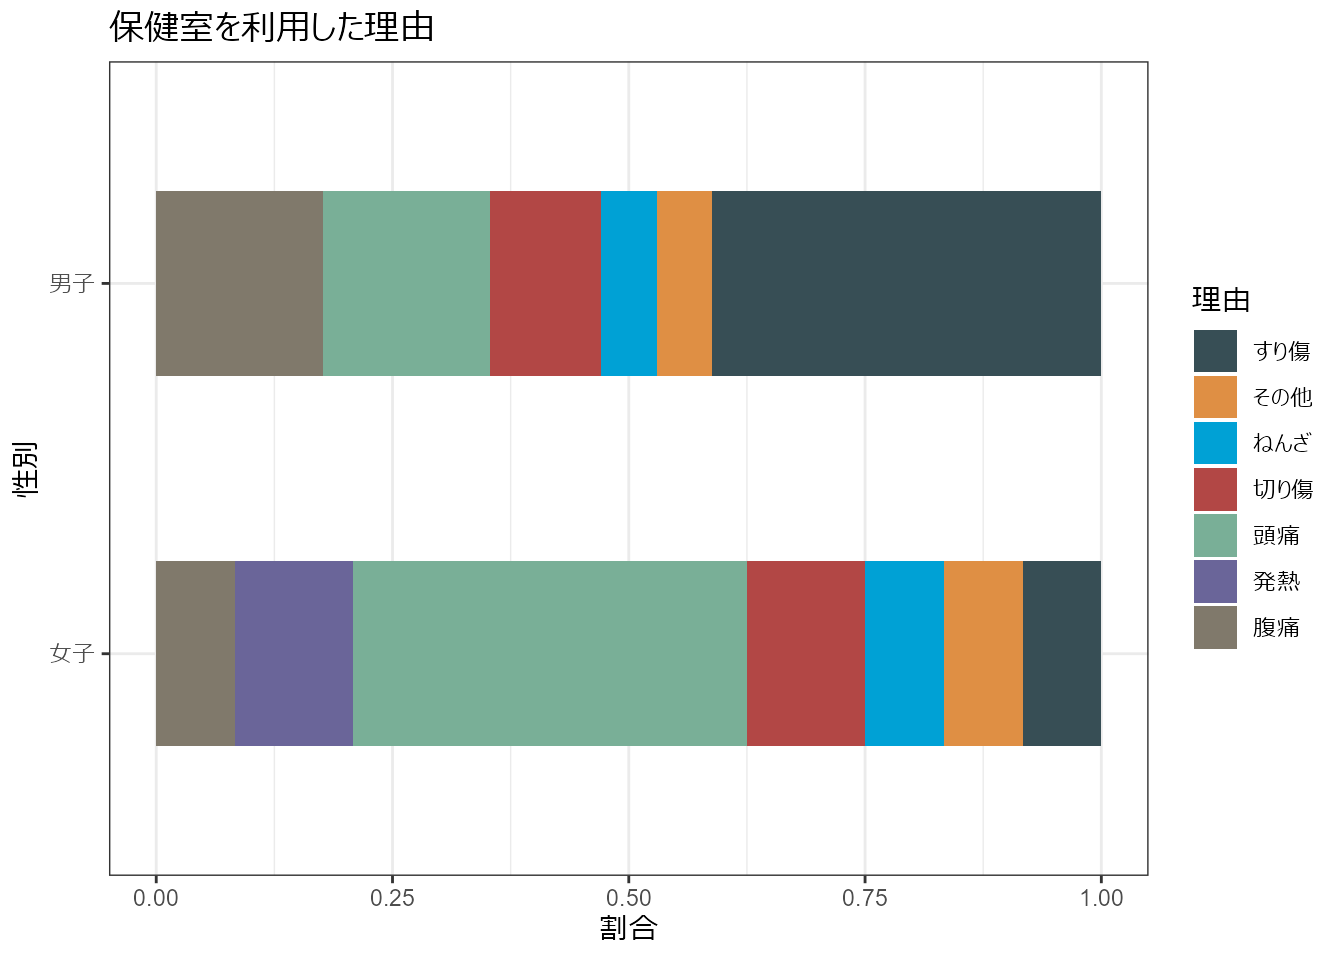 保健室を利用した理由
男子
女子
性別
0.00
0.25
0.50
0.75
1.00
割合
理由
すり傷
その他
ねんざ
切り傷
頭痛
発熱
腹痛